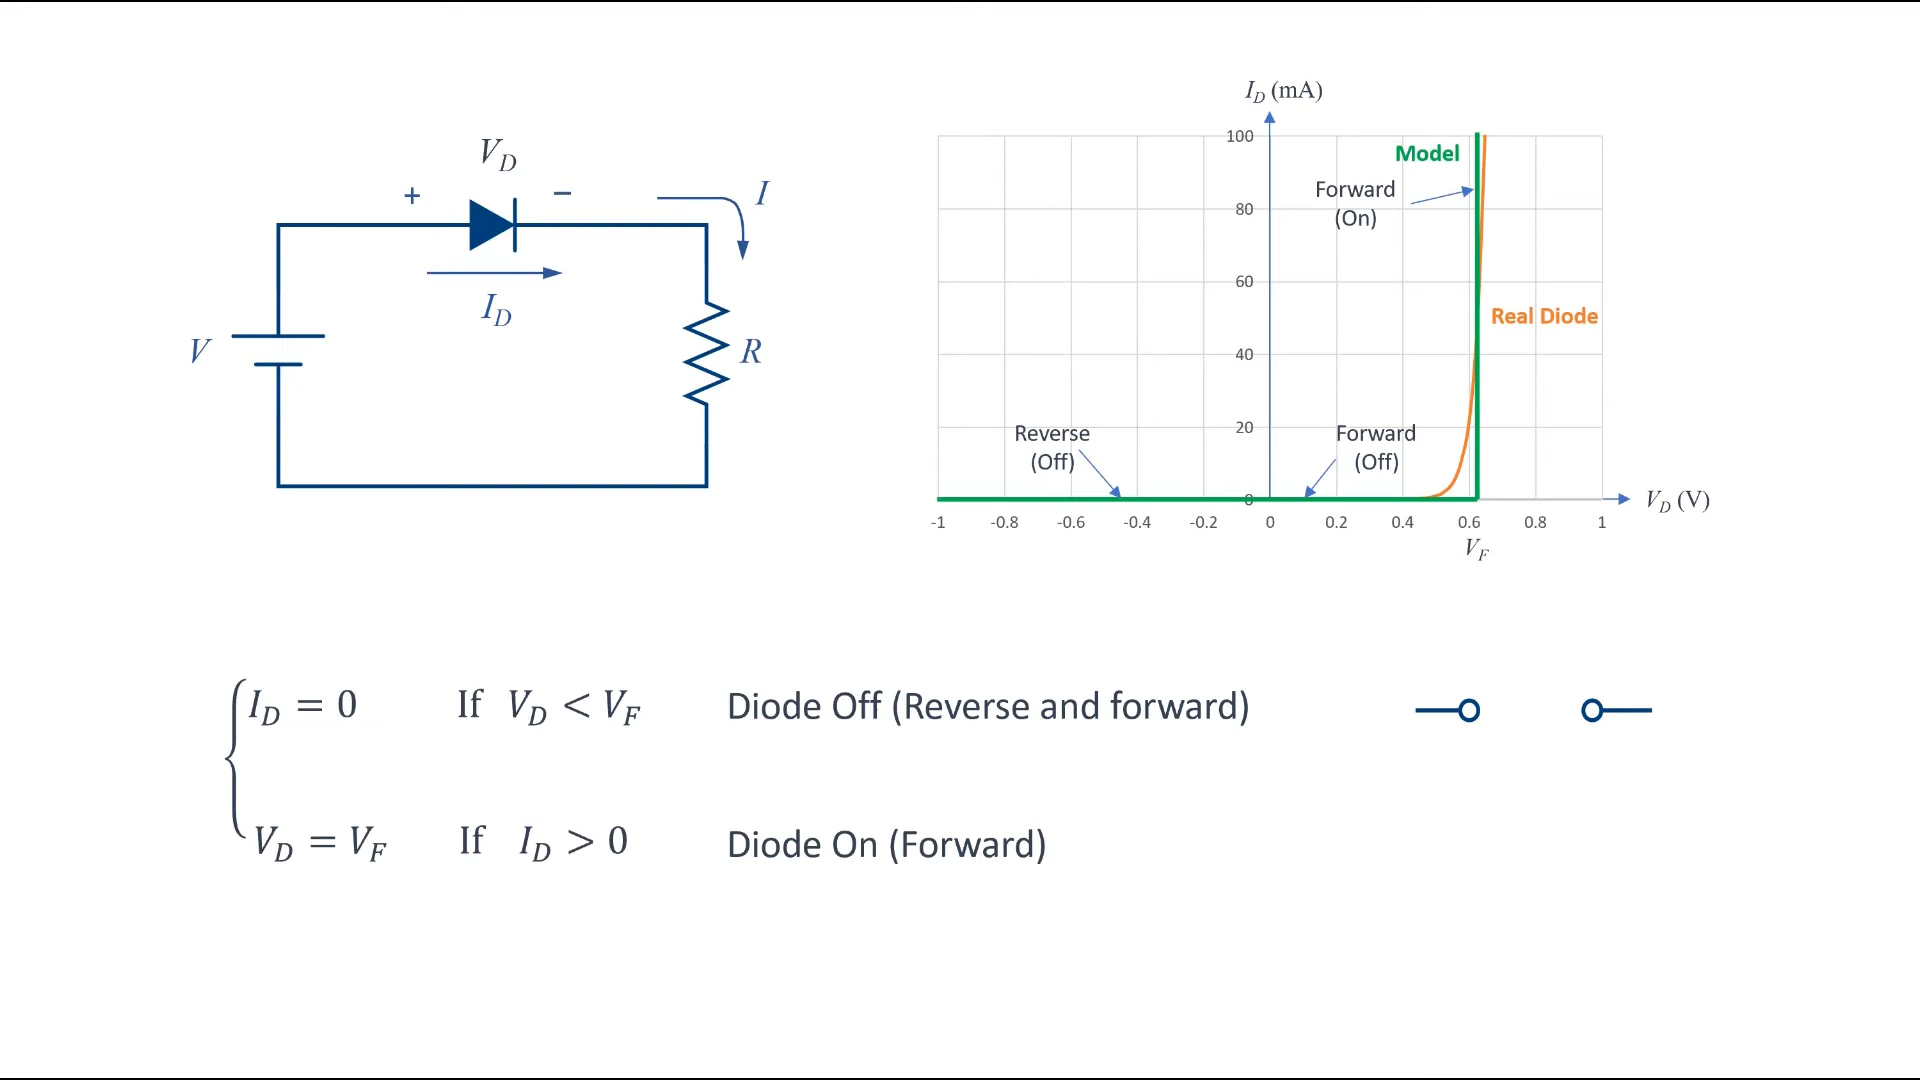 V_D
+ −
I
I_D
V
R
I_D (mA)
100
Model
Forward
(On)
80
60
Real Diode
40
20
Reverse
(Off)
Forward
(Off)
0
V_D (V)
-1 -0.8 -0.6 -0.4 -0.2 0 0.2 0.4 0.6 0.8 1
V_F
I_D = 0 If V_D < V_F Diode Off (Reverse and forward)
V_D = V_F If I_D > 0 Diode On (Forward)